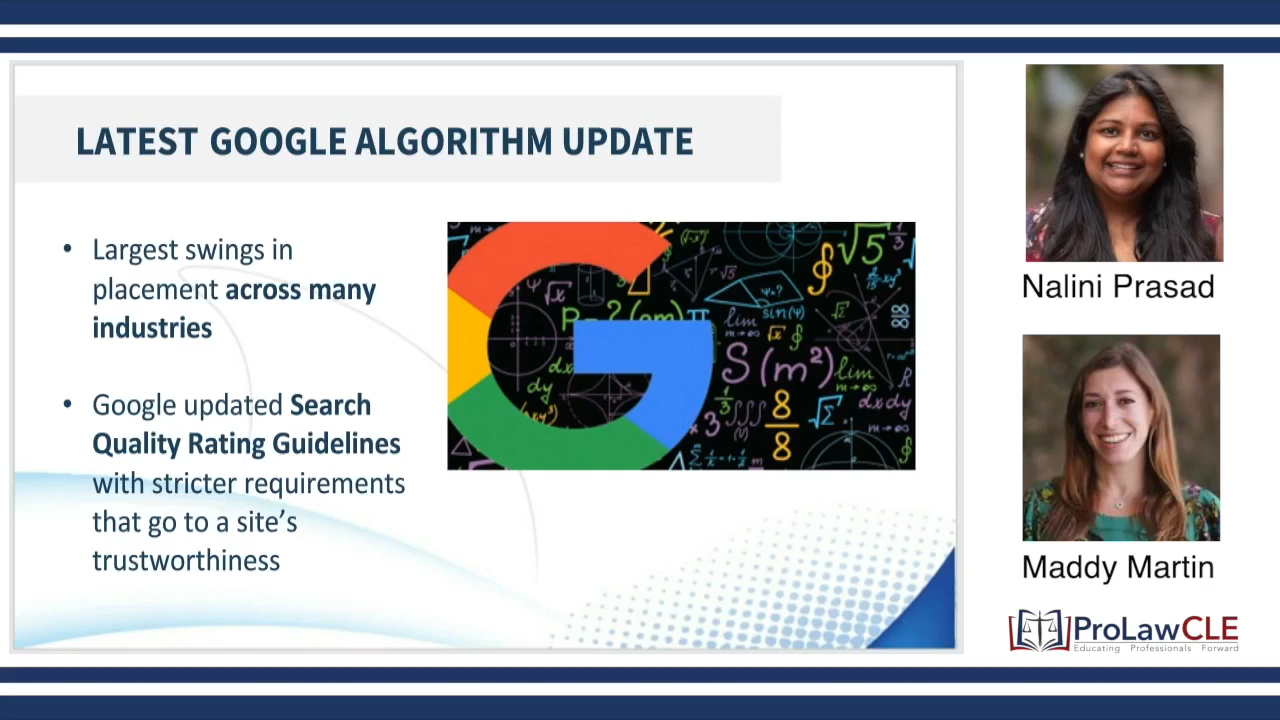 LATEST GOOGLE ALGORITHM UPDATE
• Largest swings in
placement across many
industries
• Google updated Search
Quality Rating Guidelines
with stricter requirements
that go to a site's
trustworthiness
Nalini Prasad
Maddy Martin
ProLawCLE
Educating Professionals Forward